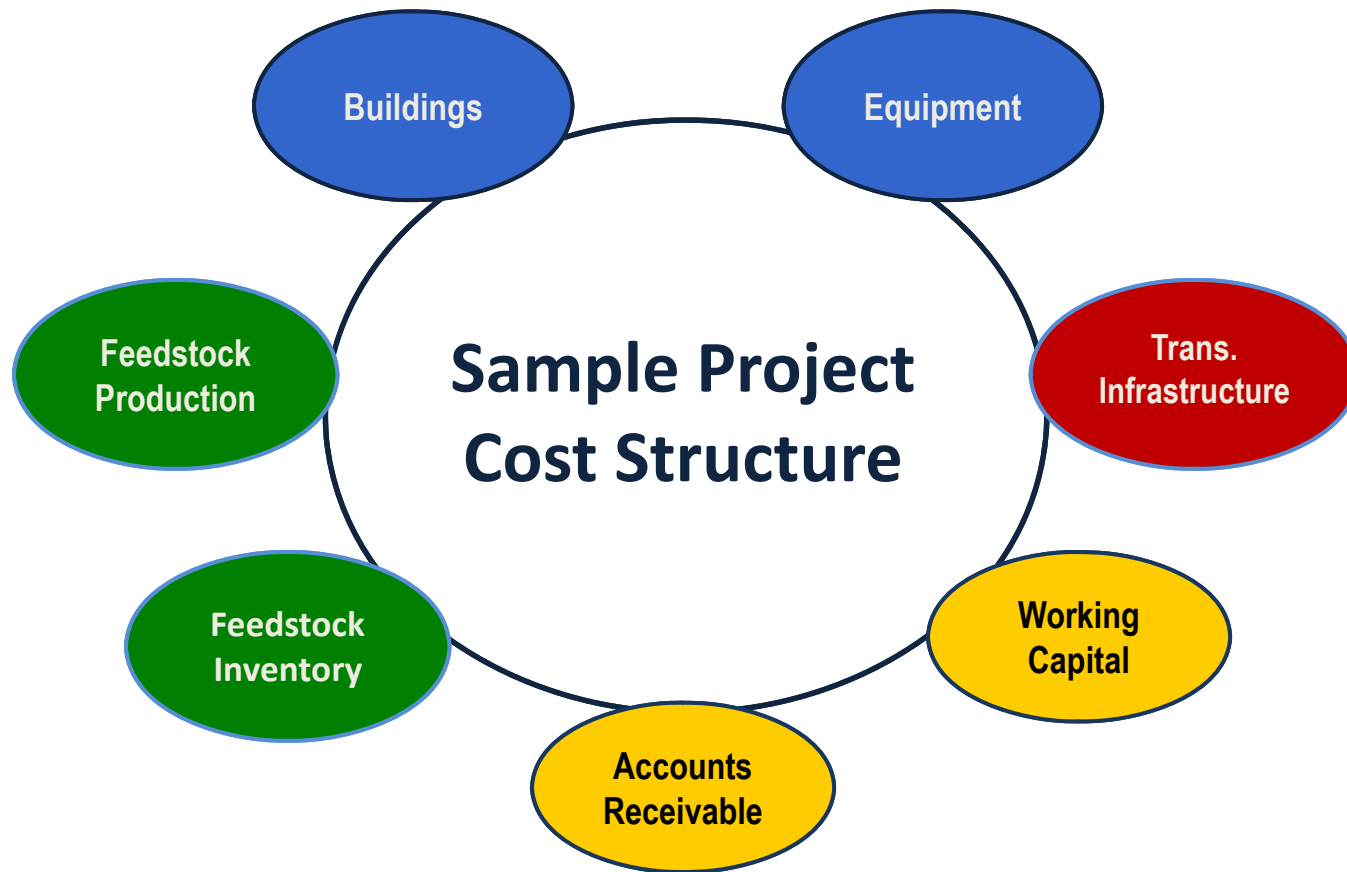 Buildings
Equipment
Sample Project
Cost Structure
Feedstock
Production
Trans.
Infrastructure
Feedstock
Inventory
Working
Capital
Accounts
Receivable